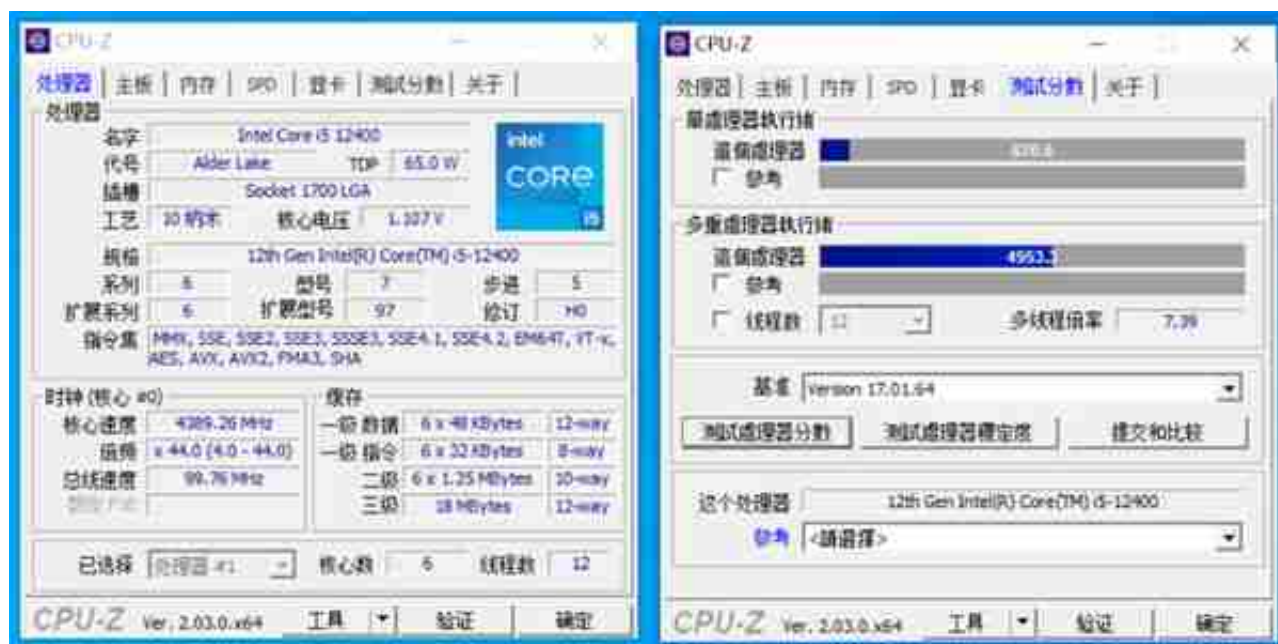 CPU-Z
处理器 主板 内存 SPD 显卡 测试分数 关于
处理器
名字 Intel Core i5 12400
代号 Alder Lake TDP 65.0 W
插槽 Socket 1700 LGA
工艺 10 纳米 核心电压 1.107 V
intel
CORE
i5
规格 12th Gen Intel(R) Core(TM) i5-12400
系列 6 型号 7 步进 5
扩展系列 6 扩展型号 97 修订 H0
指令集 MMX, SSE, SSE2, SSE3, SSSE3, SSE4.1, SSE4.2, EM64T, VT-x,
AES, AVX, AVX2, FMA3, SHA
时钟 (核心 #0)
核心速度 4389.26 MHz
倍频 x 44.0 (4.0 - 44.0)
总线速度 99.76 MHz
缓存
一级 数据 6 x 48 KBytes 12-way
一级 指令 6 x 32 KBytes 8-way
二级 6 x 1.25 MBytes 10-way
三级 18 MBytes 12-way
已选择 处理器 #1 核心数 6 线程数 12
CPU-Z Ver. 2.03.0.x64 工具 验证 确定
CPU-Z
处理器 主板 内存 SPD 显卡 測試分數 关于
單處理器執行緒
這個處理器
參考
多重處理器執行緒
這個處理器 4953.
參考
线程数 12 多线程倍率 7.39
基准 Version 17.01.64
測試處理器分數 測試處理器穩定度 提交和比较
这个处理器 12th Gen Intel(R) Core(TM) i5-12400
參考 <請選擇>
CPU-Z Ver. 2.03.0.x64 工具 验证 确定